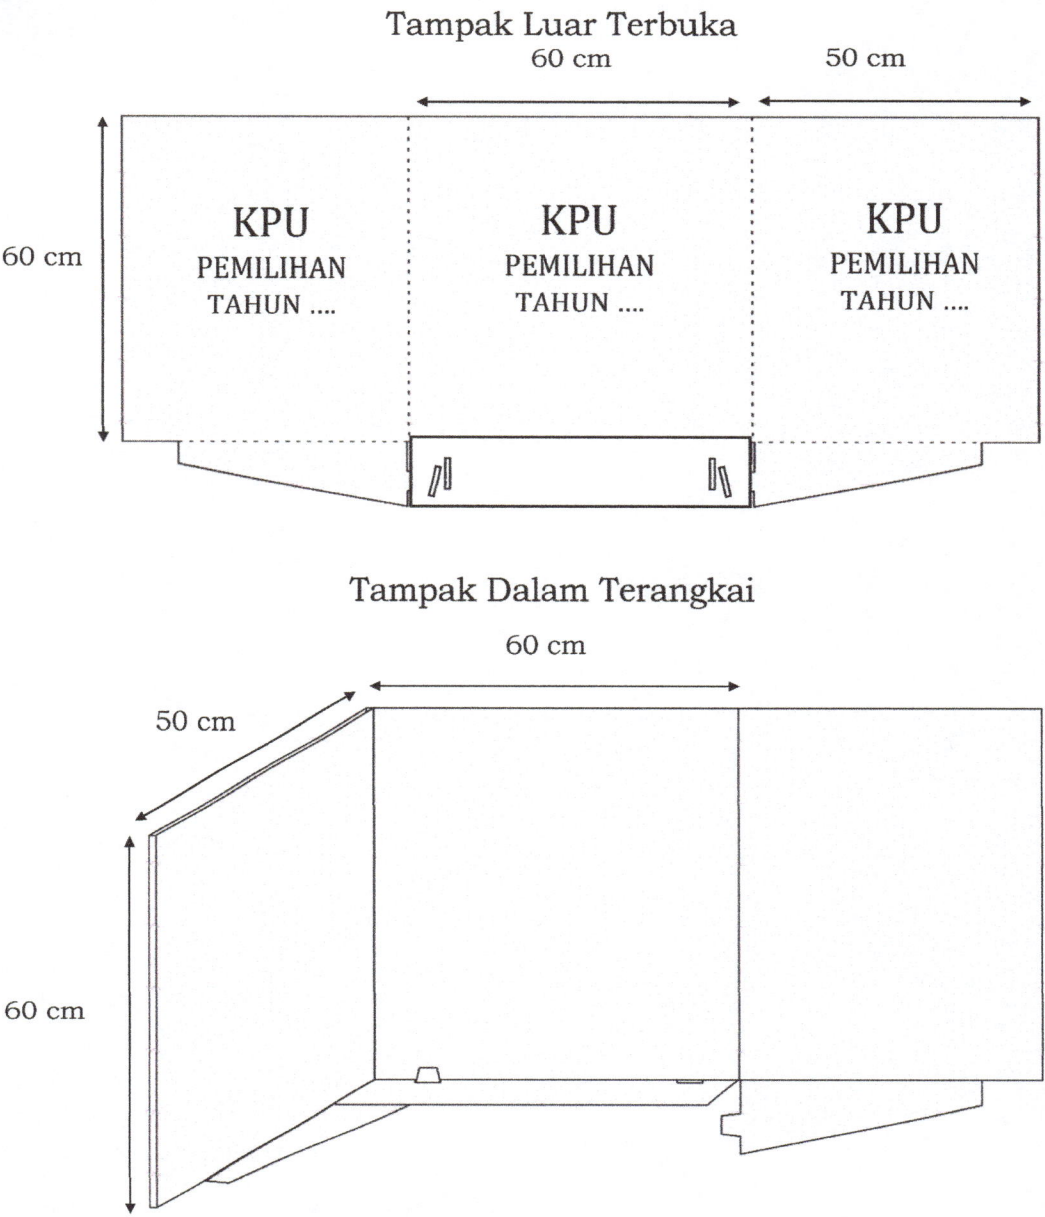 Tampak Luar Terbuka
60 cm
50 cm
60 cm
KPU
PEMILIHAN
TAHUN ....
KPU
PEMILIHAN
TAHUN ....
KPU
PEMILIHAN
TAHUN ....
Tampak Dalam Terangkai
60 cm
50 cm
60 cm